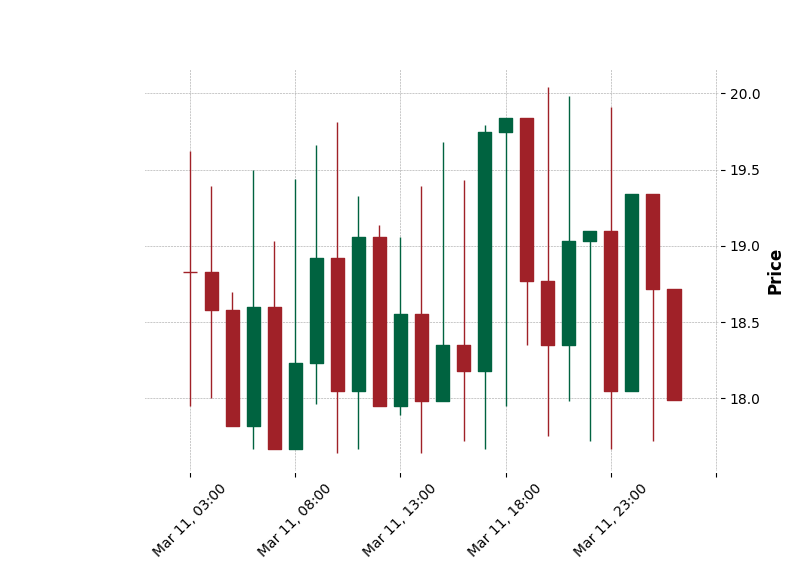 20.0
19.5
19.0
18.5
18.0
Price
Mar 11, 03:00
Mar 11, 08:00
Mar 11, 13:00
Mar 11, 18:00
Mar 11, 23:00